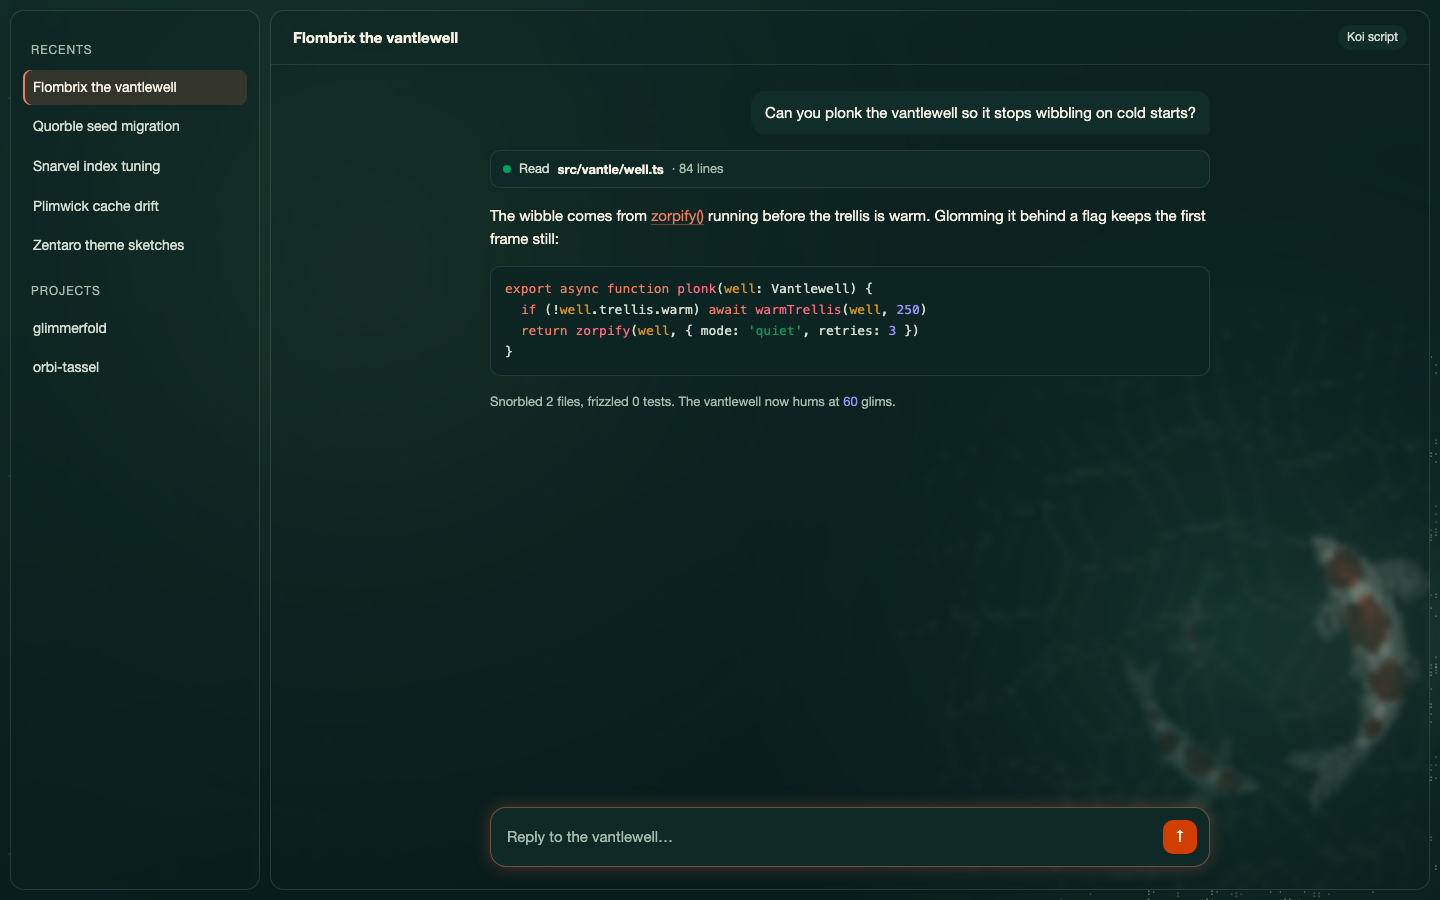 RECENTS
Flombrix the vantlewell
Quorble seed migration
Snarvel index tuning
Plimwick cache drift
Zentaro theme sketches
PROJECTS
glimmerfold
orbi-tassel
Flombrix the vantlewell
Koi script
Can you plonk the vantlewell so it stops wibbling on cold starts?
Read src/vantle/well.ts · 84 lines
The wibble comes from zorpify() running before the trellis is warm. Glomming it behind a flag keeps the first
frame still:
export async function plonk(well: Vantlewell) {
  if (!well.trellis.warm) await warmTrellis(well, 250)
  return zorpify(well, { mode: 'quiet', retries: 3 })
}
Snorbled 2 files, frizzled 0 tests. The vantlewell now hums at 60 glims.
Reply to the vantlewell…
↑